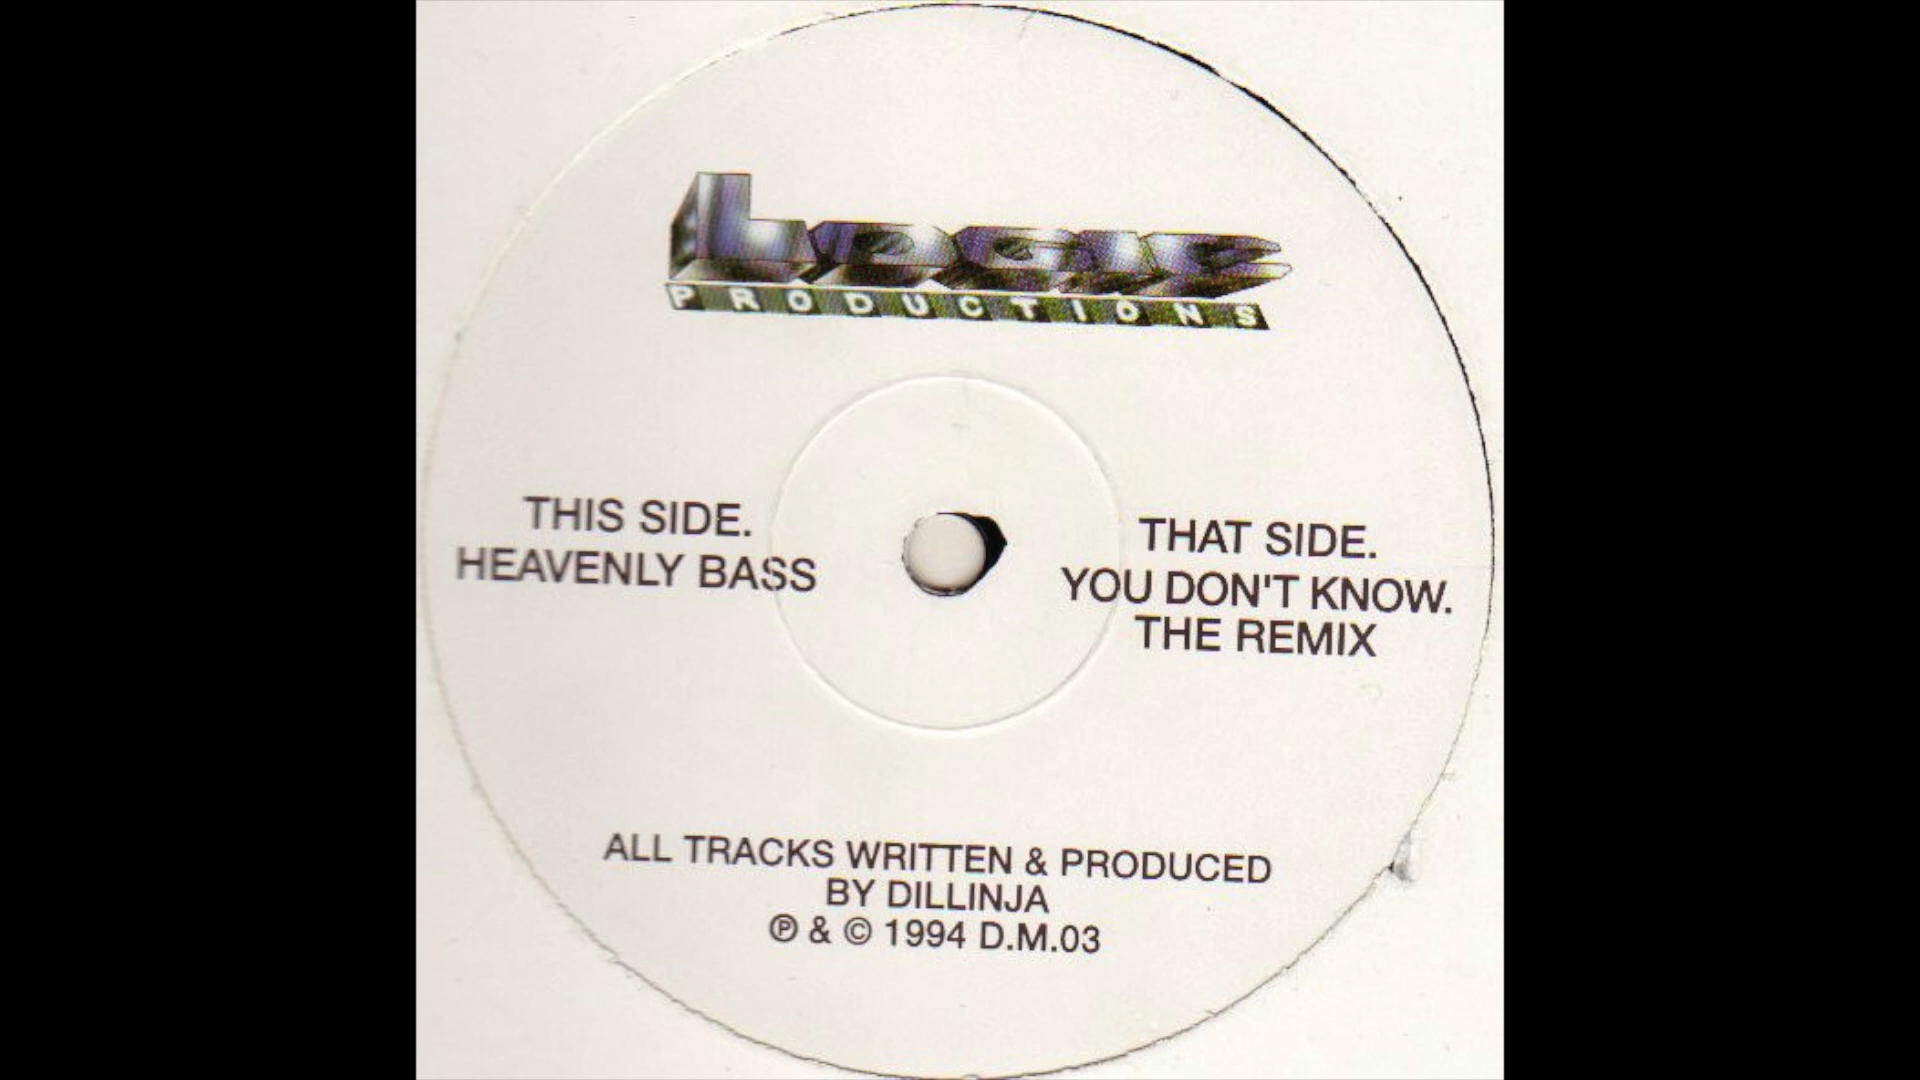 LOGIC
PRODUCTIONS
THIS SIDE.
HEAVENLY BASS
THAT SIDE.
YOU DON'T KNOW.
THE REMIX
ALL TRACKS WRITTEN & PRODUCED
BY DILLINJA
℗ & © 1994 D.M.03